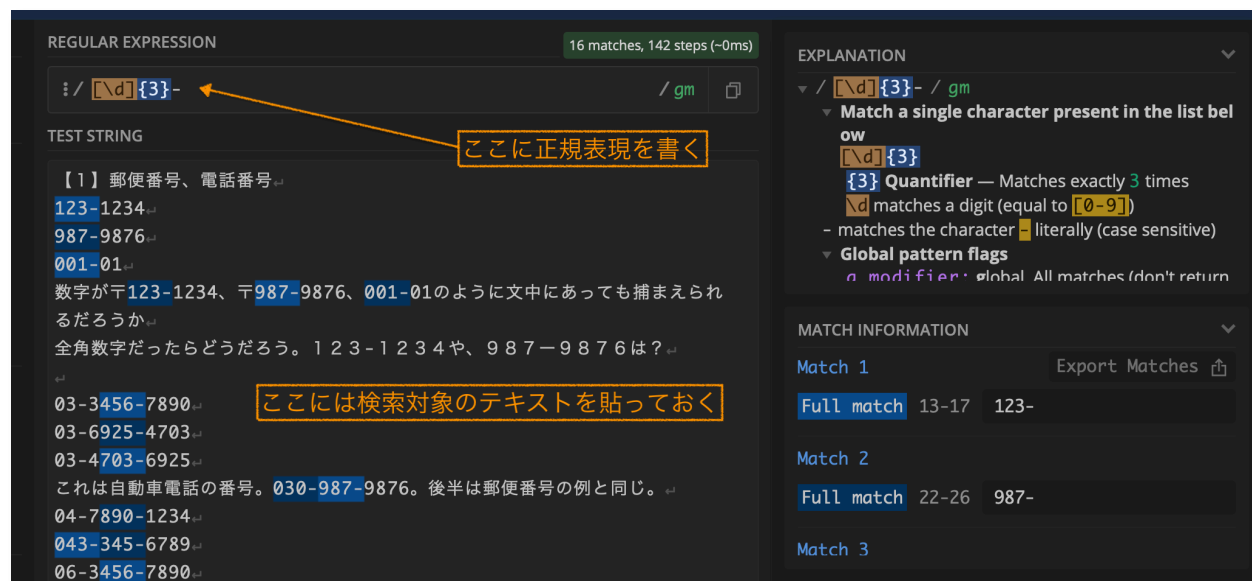 REGULAR EXPRESSION
16 matches, 142 steps (~0ms)
/ [\d]{3}-
/ gm
ここに正規表現を書く
TEST STRING
【1】郵便番号、電話番号↵
123-1234↵
987-9876↵
001-01↵
数字が〒123-1234、〒987-9876、001-01のように文中にあっても捕まえられ
るだろうか↵
全角数字だったらどうだろう。１２３-１２３４や、９８７ー９８７６は？↵
↵
03-3456-7890↵
ここには検索対象のテキストを貼っておく
03-6925-4703↵
03-4703-6925↵
これは自動車電話の番号。030-987-9876。後半は郵便番号の例と同じ。↵
04-7890-1234↵
043-345-6789↵
06-3456-7890↵
EXPLANATION
/ [\d]{3}- / gm
Match a single character present in the list bel
ow
[\d]{3}
{3} Quantifier — Matches exactly 3 times
\d matches a digit (equal to [0-9])
- matches the character - literally (case sensitive)
Global pattern flags
g modifier: global. All matches (don't return
MATCH INFORMATION
Match 1
Export Matches
Full match 13-17 123-
Match 2
Full match 22-26 987-
Match 3